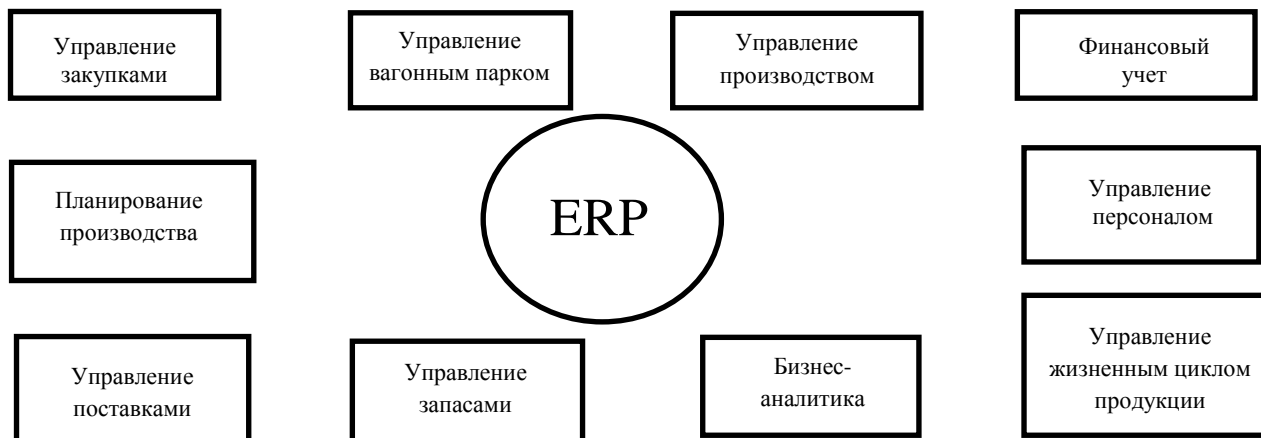 Управление
закупками
Управление
вагонным парком
Управление
производством
Финансовый
учет
Планирование
производства
ERP
Управление
персоналом
Управление
поставками
Управление
запасами
Бизнес-
аналитика
Управление
жизненным циклом
продукции